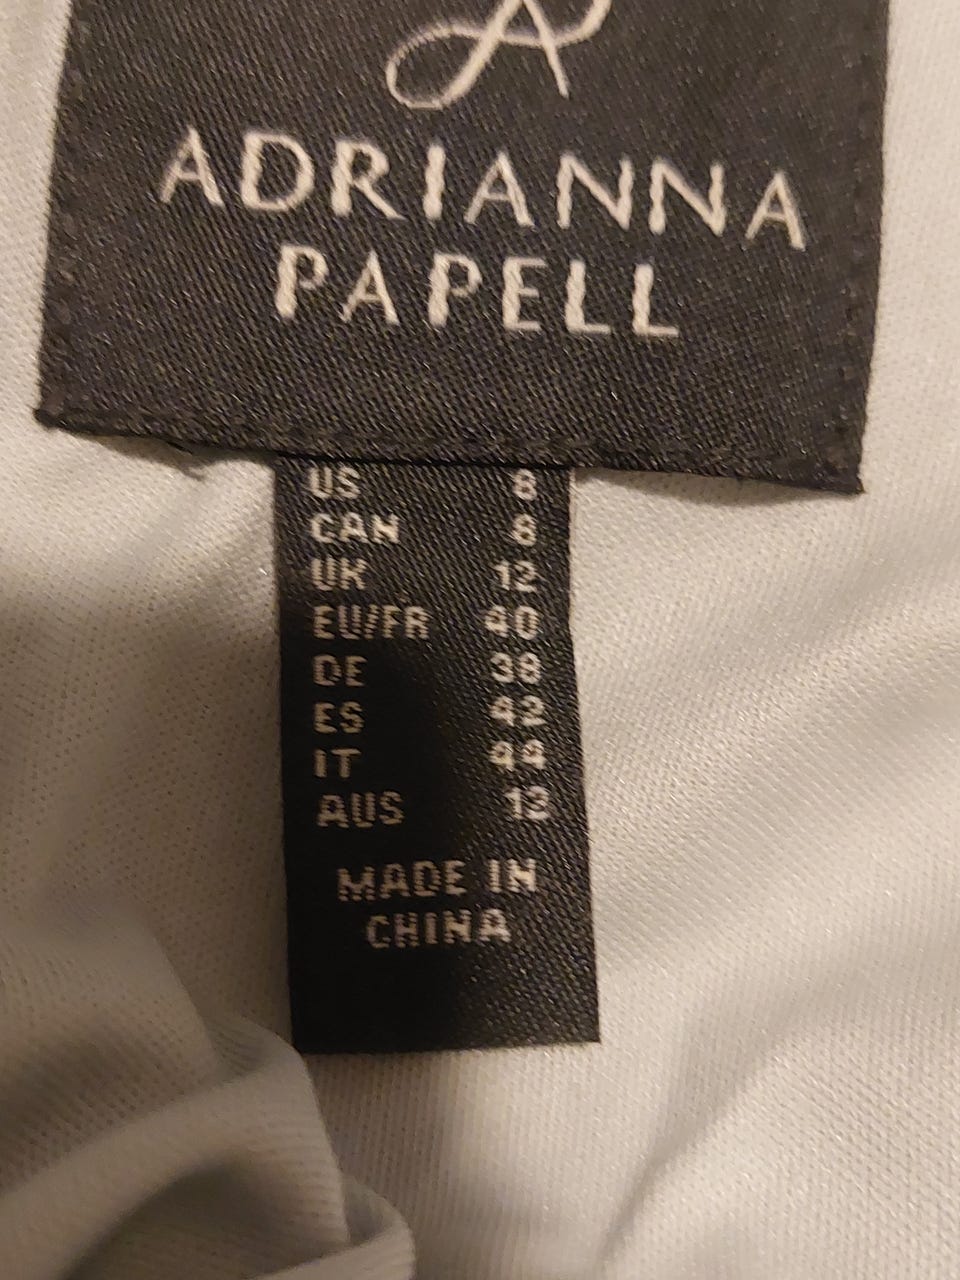 A
ADRIANNA
PAPELL
US 8
CAN 8
UK 12
EU/FR 40
DE 38
ES 42
IT 44
AUS 12
MADE IN
CHINA